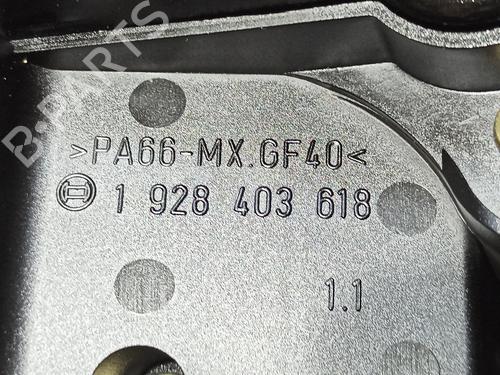 B-PARTS
>PA66-MX.GF40<
1 928 403 618
1.1